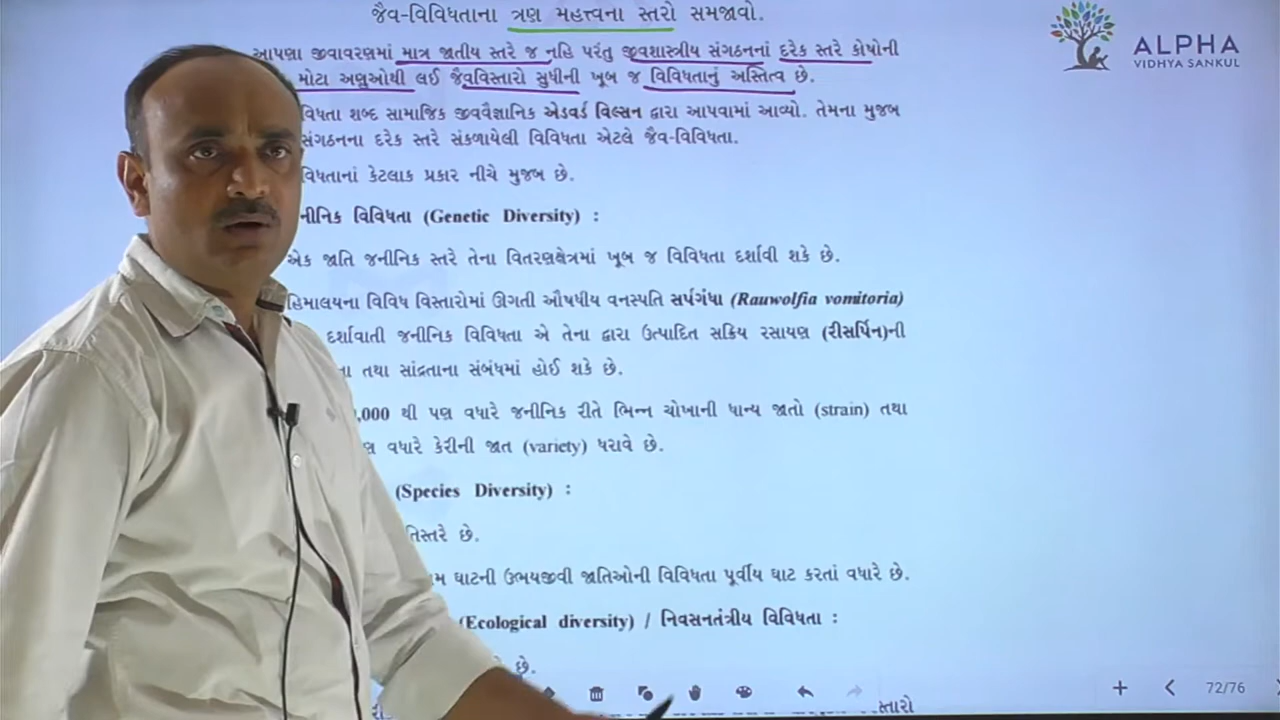 જૈવ-વિવિધતાના ત્રણ મહત્ત્વના સ્તરો સમજાવો.
ALPHA
VIDHYA SANKUL
આપણા જીવાવરણમાં માત્ર જાતીય સ્તરે જ નહિ પરંતુ જીવશાસ્ત્રીય સંગઠનનાં દરેક સ્તરે કોષોની
મોટા અણુઓથી લઈ જૈવવિસ્તારો સુધીની ખૂબ જ વિવિધતાનું અસ્તિત્વ છે.
વિધતા શબ્દ સામાજિક જીવવૈજ્ઞાનિક એડવર્ડ વિલ્સન દ્વારા આપવામાં આવ્યો. તેમના મુજબ
સંગઠનના દરેક સ્તરે સંકળાયેલી વિવિધતા એટલે જૈવ-વિવિધતા.
વિધતાનાં કેટલાક પ્રકાર નીચે મુજબ છે.
નીનિક વિવિધતા (Genetic Diversity) :
એક જાતિ જનીનિક સ્તરે તેના વિતરણક્ષેત્રમાં ખૂબ જ વિવિધતા દર્શાવી શકે છે.
હિમાલયના વિવિધ વિસ્તારોમાં ઊગતી ઔષધીય વનસ્પતિ સર્પગંધા (Rauwolfia vomitoria)
દર્શાવાતી જનીનિક વિવિધતા એ તેના દ્વારા ઉત્પાદિત સક્રિય રસાયણ (રીસર્પિન)ની
તા તથા સાંદ્રતાના સંબંધમાં હોઈ શકે છે.
,000 થી પણ વધારે જનીનિક રીતે ભિન્ન ચોખાની ધાન્ય જાતો (strain) તથા
વધારે કેરીની જાત (variety) ધરાવે છે.
(Species Diversity) :
તિસ્તરે છે.
મ ઘાટની ઉભયજીવી જાતિઓની વિવિધતા પૂર્વીય ઘાટ કરતાં વધારે છે.
(Ecological diversity) / નિવસનતંત્રીય વિવિધતા :
છે.
72/76
સ્તારો